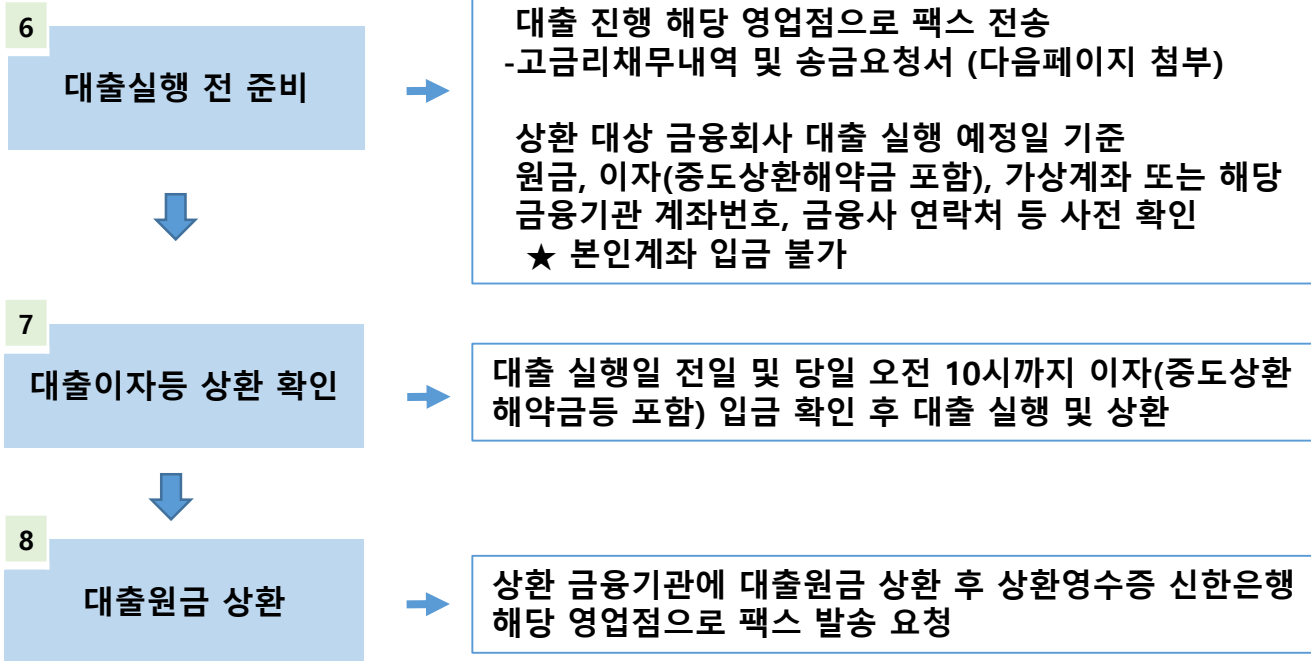 6
대출실행 전 준비
대출 진행 해당 영업점으로 팩스 전송
-고금리채무내역 및 송금요청서 (다음페이지 첨부)
상환 대상 금융회사 대출 실행 예정일 기준
원금, 이자(중도상환해약금 포함), 가상계좌 또는 해당
금융기관 계좌번호, 금융사 연락처 등 사전 확인
★ 본인계좌 입금 불가
7
대출이자등 상환 확인
대출 실행일 전일 및 당일 오전 10시까지 이자(중도상환
해약금등 포함) 입금 확인 후 대출 실행 및 상환
8
대출원금 상환
상환 금융기관에 대출원금 상환 후 상환영수증 신한은행
해당 영업점으로 팩스 발송 요청